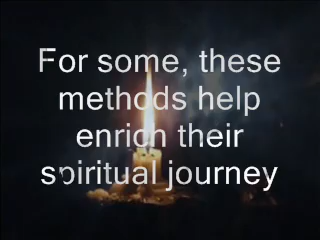 For some, these
methods help
enrich their
spiritual journey